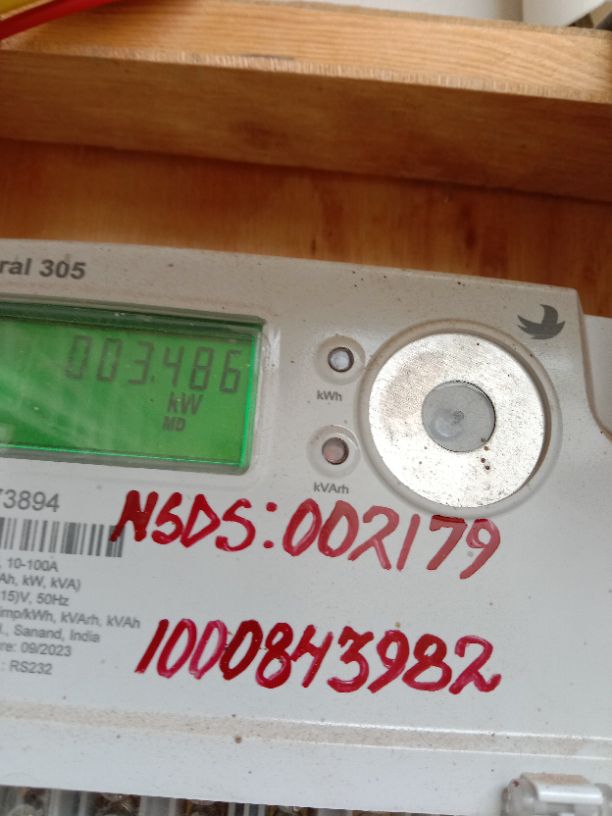 ral 305
003.486
kW
MD
kWh
kVArh
73894
NSDS:002179
, 10-100A
Ah, kW, kVA)
15)V, 50Hz
imp/kWh, kVArh, kVAh
l., Sanand, India
re: 09/2023
: RS232
1000843982